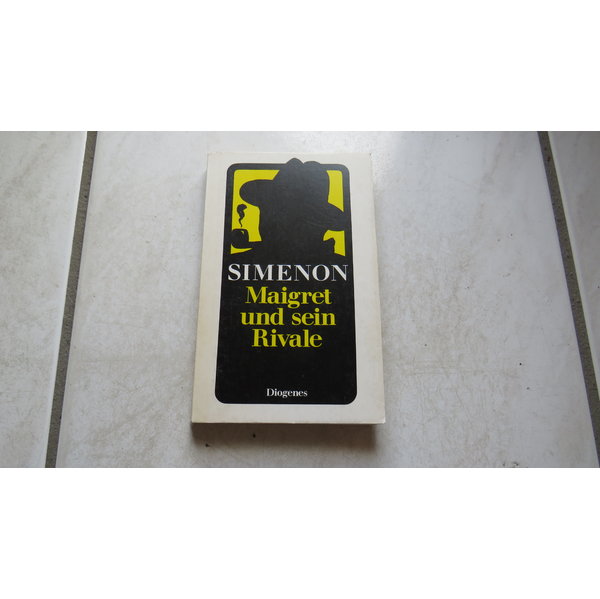 SIMENON
Maigret
und sein
Rivale
Diogenes